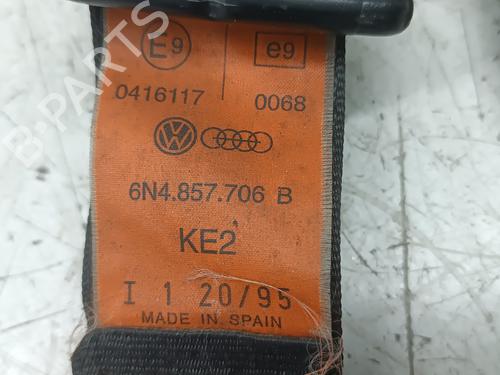 E9 e9
0416117 0068
6N4.857.706 B
KE2
I 1 20/95
MADE IN SPAIN
B-PARTS